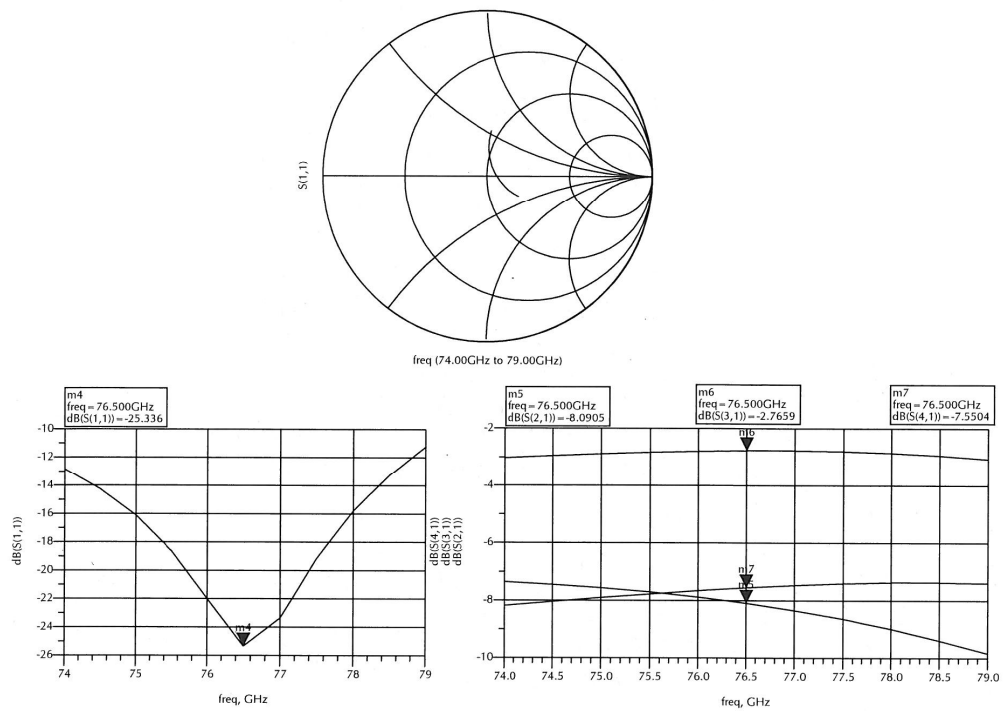 S(1,1)
freq (74.00GHz to 79.00GHz)
m4
freq=76.500GHz
dB(S(1,1))=-25.336
m5
freq=76.500GHz
dB(S(2,1))=-8.0905
m6
freq=76.500GHz
dB(S(3,1))=-2.7659
m7
freq=76.500GHz
dB(S(4,1))=-7.5504
-10
-12
-14
-16
-18
-20
-22
-24
-26
dB(S(1,1))
m4
74
75
76
77
78
79
freq, GHz
dB(S(4,1))
dB(S(3,1))
dB(S(2,1))
-2
-4
-6
-8
-10
m6
m7
m5
74.0
74.5
75.0
75.5
76.0
76.5
77.0
77.5
78.0
78.5
79.0
freq, GHz